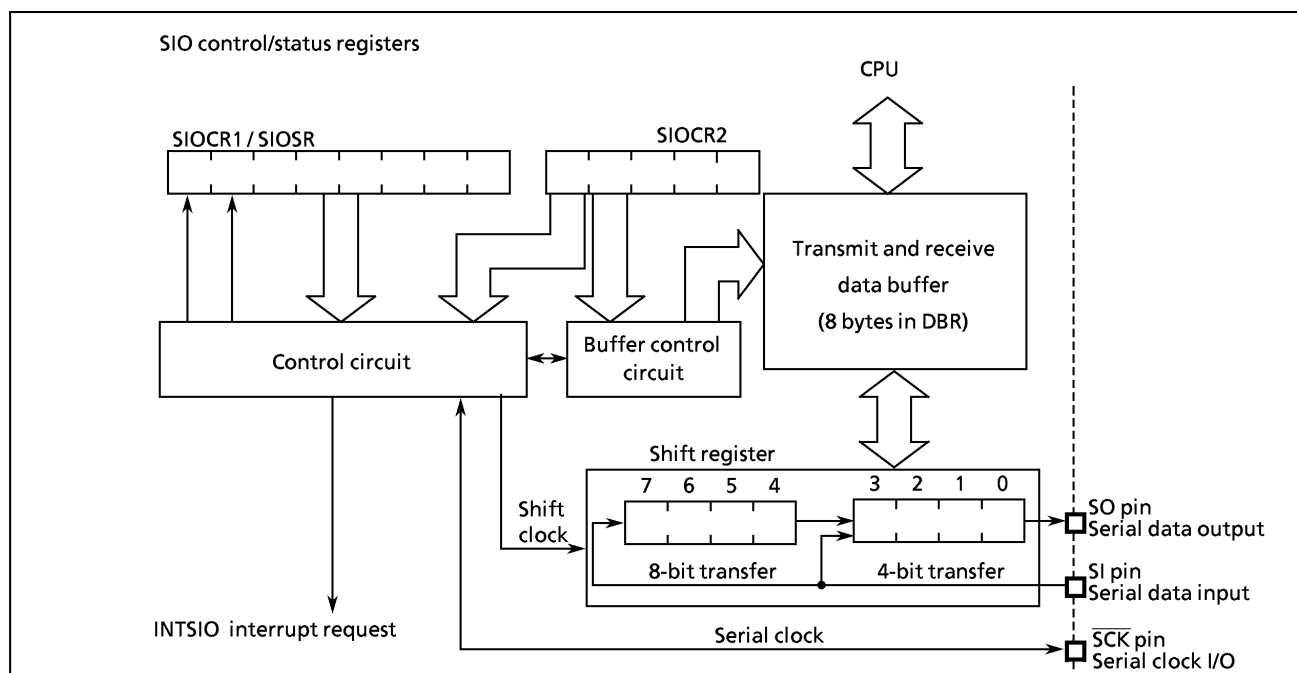 SIO control/status registers
CPU
SIOCR1 / SIOSR
SIOCR2
Transmit and receive
data buffer
(8 bytes in DBR)
Control circuit
Buffer control
circuit
Shift register
7 6 5 4 3 2 1 0
Shift
clock
8-bit transfer
4-bit transfer
SO pin
Serial data output
SI pin
Serial data input
INTSIO interrupt request
Serial clock
S̅C̅K̅ pin
Serial clock I/O